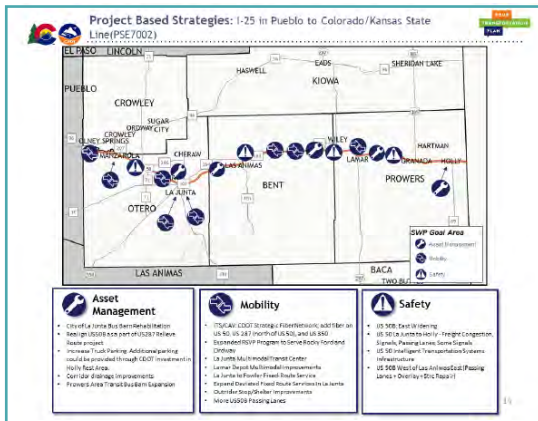 YOUR
TRANSPORTATION
PLAN
Project Based Strategies: I-25 in Pueblo to Colorado/Kansas State
Line(PSE7002)
EL PASO LINCOLN
PUEBLO
CROWLEY
HASWELL
EADS
SHERIDAN LAKE
KIOWA
SUGAR
CITY
ORDWAY
CROWLEY
OLNEY SPRINGS
MANZANOLA
CHERAW
LA JUNTA
OTERO
LAS ANIMAS
BENT
WILEY
LAMAR
GRANADA
HARTMAN
HOLLY
PROWERS
LAS ANIMAS
BACA
TWO BUTTES
SWP Goal Area
Asset Management
Mobility
Safety
Asset
Management
• City of La Junta Bus Barn Rehabilitation
• Realign US50B as a part of US287 Reliever
Route project
• Increase Truck Parking. Additional parking
could be provided through CDOT investment in
Holly Rest Area.
• Corridor drainage improvements
• Prowers Area Transit Bus Barn Expansion
Mobility
• ITS/CAV: CDOT Strategic Fiber Network; add fiber on
US 50, US 287 (north of US 50), and US 350
• Expanded RSVP Program to Serve Rocky Ford and
Ordway
• La Junta Multimodal Transit Center
• Lamar Depot Multimodal Improvements
• La Junta to Fowler Fixed-Route Service
• Expand Deviated Fixed Route Services in La Junta
• Outrider Stop/Shelter Improvements
• More US50B Passing Lanes
Safety
• US 50B; East Widening
• US 50 La Junta to Holly - Freight Congestion,
Signals, Passing Lanes, Some Signals
• US 50 Intelligent Transportation Systems
Infrastructure
• US 50B West of Las Animas East (Passing
Lanes + Overlay + Strc Repair)